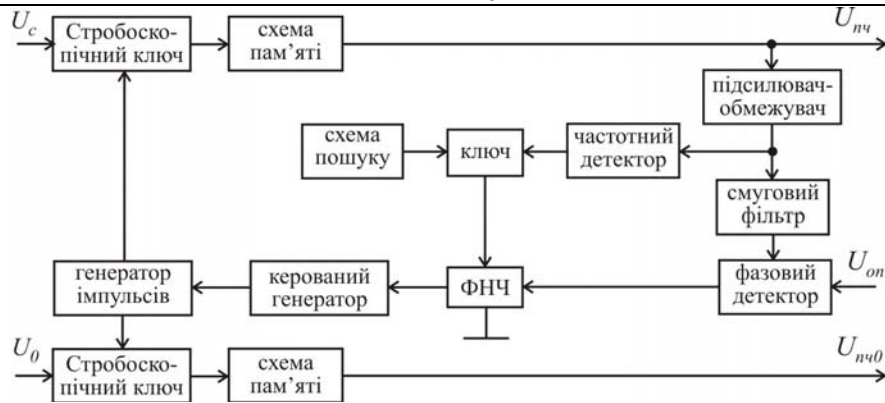 U_c
Стробоско-
пічний ключ
схема
пам’яті
U_пч
підсилювач-
обмежувач
схема
пошуку
ключ
частотний
детектор
смуговий
фільтр
генератор
імпульсів
керований
генератор
ФНЧ
фазовий
детектор
U_оп
U_0
Стробоско-
пічний ключ
схема
пам’яті
U_пч0